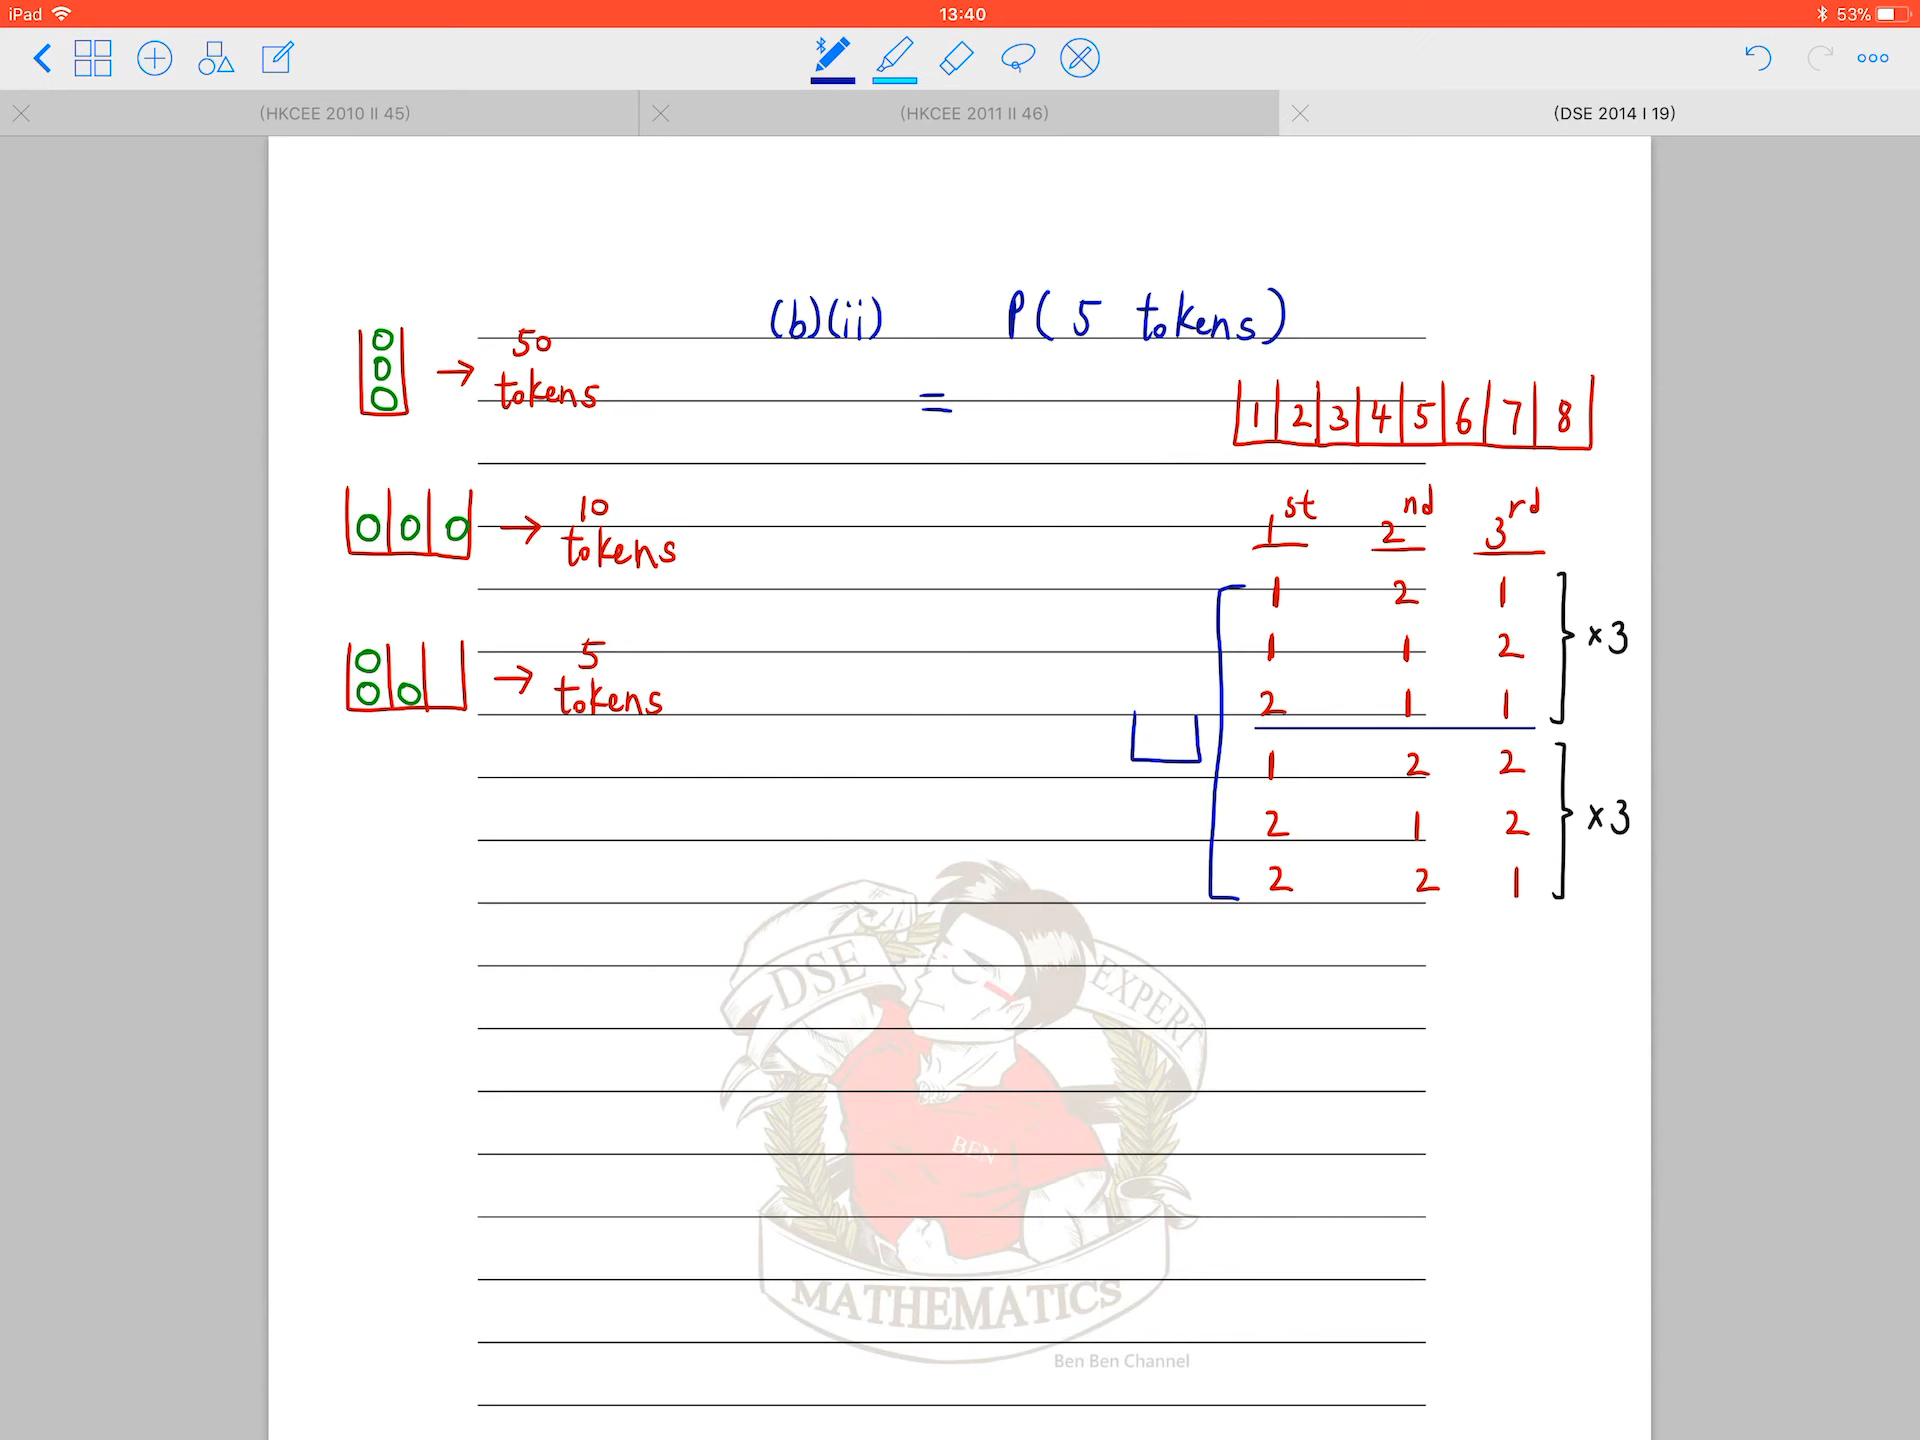 iPad 13:40 53%
(HKCEE 2010 II 45) (HKCEE 2011 II 46) (DSE 2014 I 19)
(b)(ii) P( 5 tokens )
→ 50 tokens
=
1 2 3 4 5 6 7 8
→ 10 tokens
1st 2nd 3rd
1 2 1
1 1 2 } ×3
2 1 1
→ 5 tokens
1 2 2
2 1 2 } ×3
2 2 1
DSE EXPERT
BEN
MATHEMATICS
Ben Ben Channel